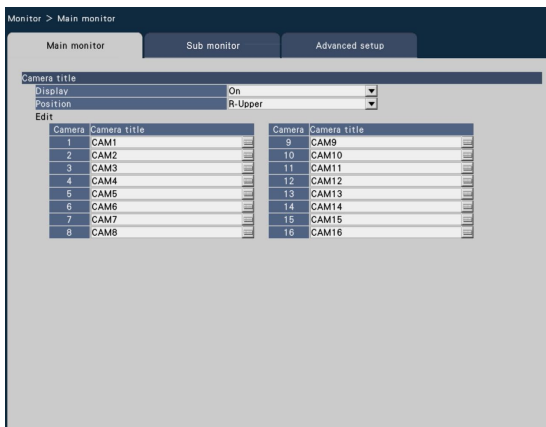 Monitor > Main monitor
Main monitor Sub monitor Advanced setup
Camera title
Display On
Position R-Upper
Edit
Camera Camera title Camera Camera title
1 CAM1 9 CAM9
2 CAM2 10 CAM10
3 CAM3 11 CAM11
4 CAM4 12 CAM12
5 CAM5 13 CAM13
6 CAM6 14 CAM14
7 CAM7 15 CAM15
8 CAM8 16 CAM16